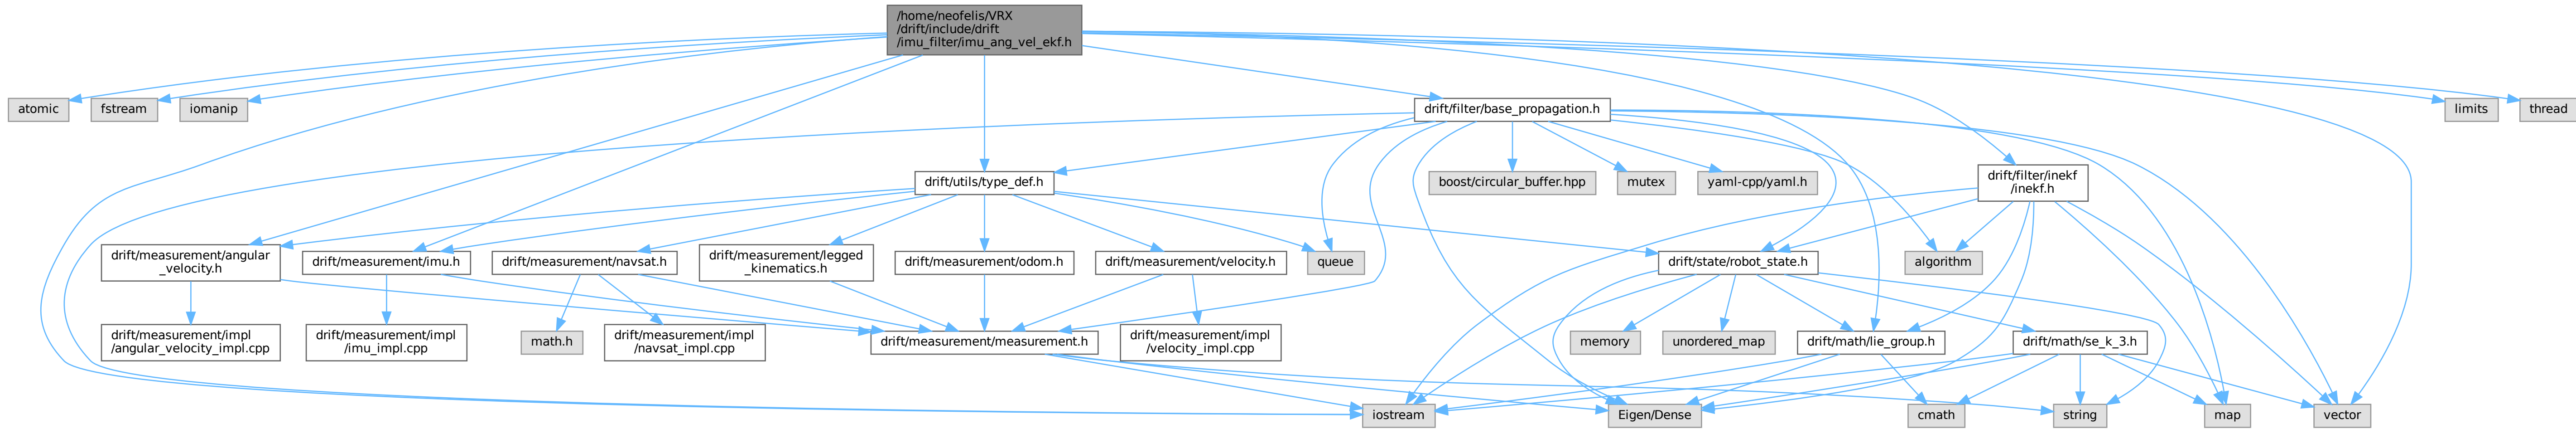 /home/neofelis/VRX
/drift/include/drift
/imu_filter/imu_ang_vel_ekf.h
atomic
fstream
iomanip
drift/filter/base_propagation.h
limits
thread
drift/utils/type_def.h
boost/circular_buffer.hpp
mutex
yaml-cpp/yaml.h
drift/filter/inekf
/inekf.h
drift/measurement/angular
_velocity.h
drift/measurement/imu.h
drift/measurement/navsat.h
drift/measurement/legged
_kinematics.h
drift/measurement/odom.h
drift/measurement/velocity.h
queue
drift/state/robot_state.h
algorithm
drift/measurement/impl
/angular_velocity_impl.cpp
drift/measurement/impl
/imu_impl.cpp
math.h
drift/measurement/impl
/navsat_impl.cpp
drift/measurement/measurement.h
drift/measurement/impl
/velocity_impl.cpp
memory
unordered_map
drift/math/lie_group.h
drift/math/se_k_3.h
iostream
Eigen/Dense
cmath
string
map
vector